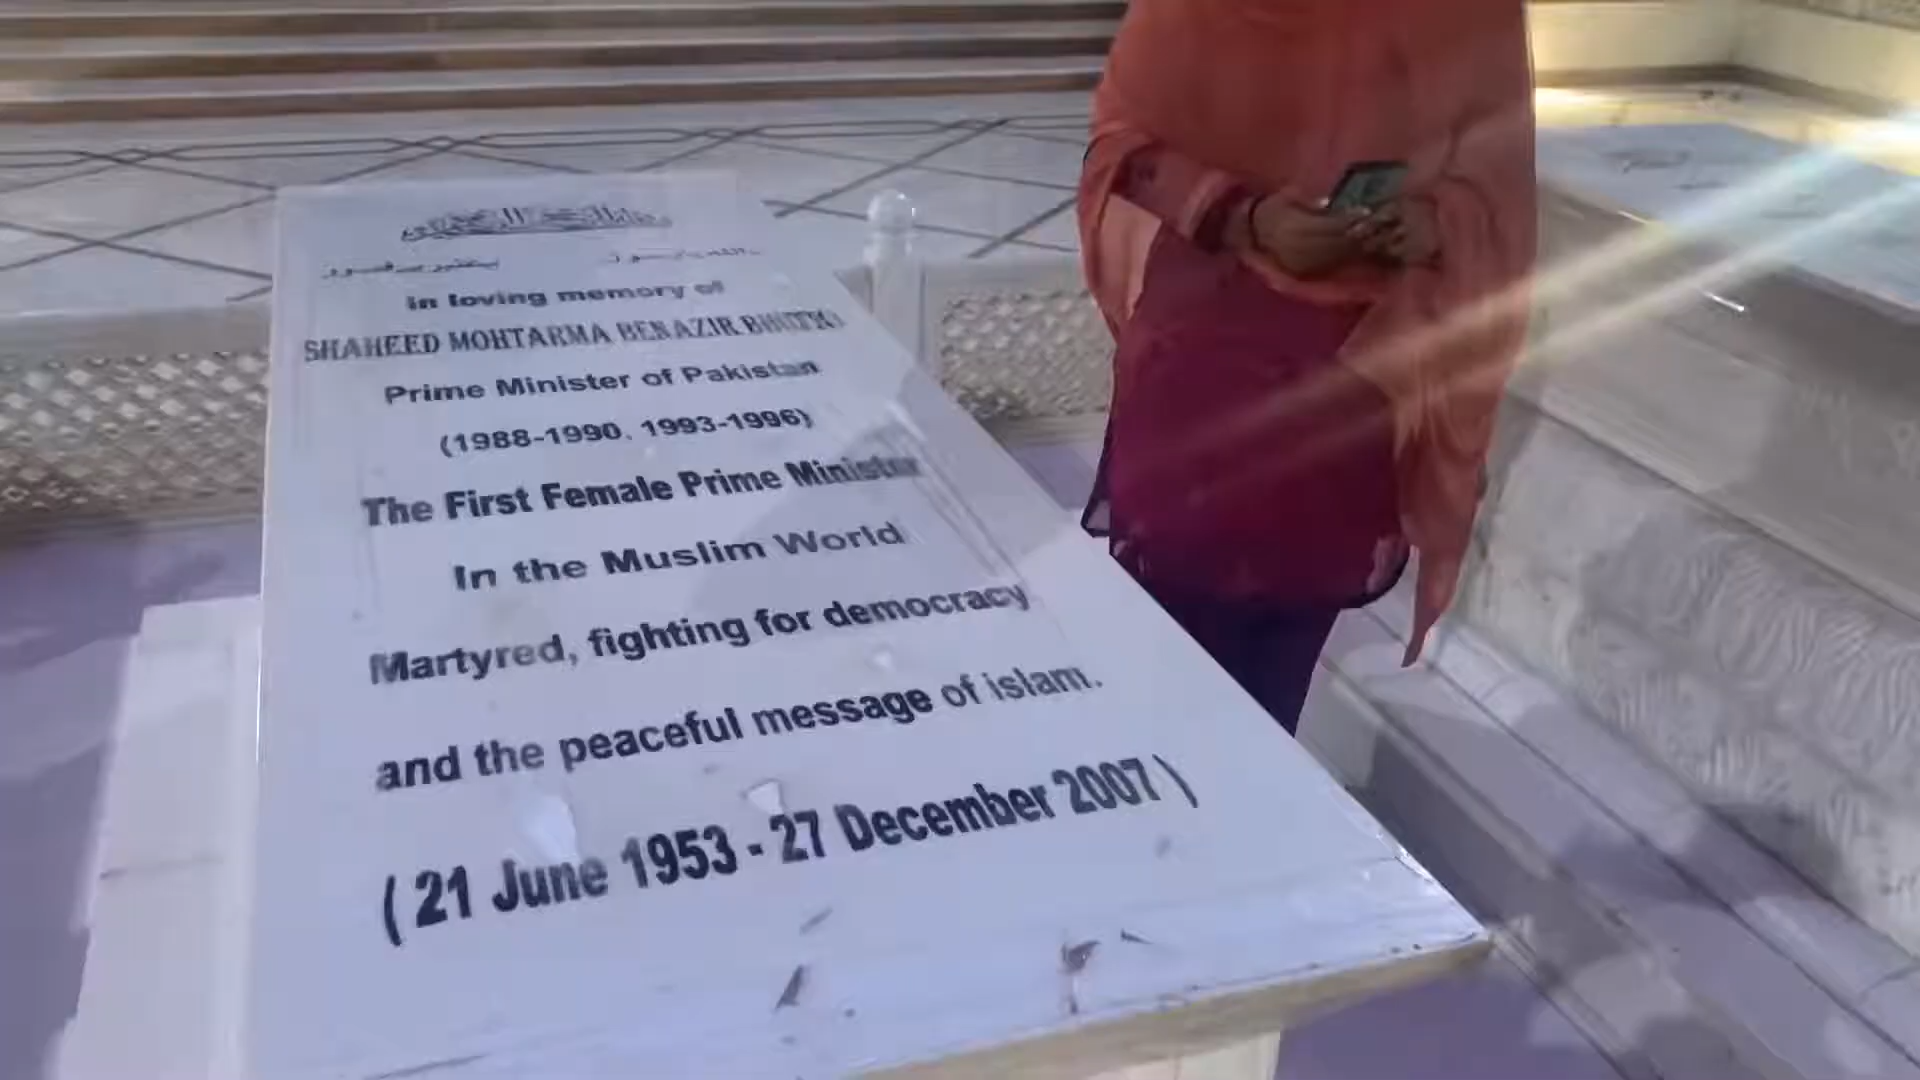 in loving memory of
SHAHEED MOHTARMA BENAZIR BHUTTO
Prime Minister of Pakistan
(1988-1990, 1993-1996)
The First Female Prime Minister
In the Muslim World
Martyred, fighting for democracy
and the peaceful message of islam.
( 21 June 1953 - 27 December 2007 )